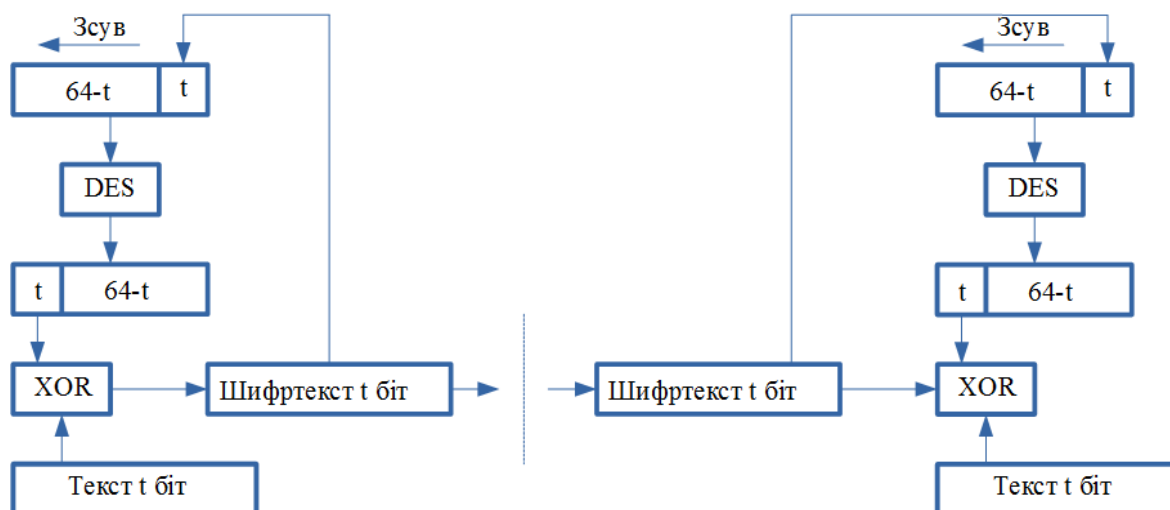 Зсув
64-t
t
DES
t
64-t
XOR
Шифртекст t біт
Текст t біт
Зсув
64-t
t
DES
t
64-t
Шифртекст t біт
XOR
Текст t біт